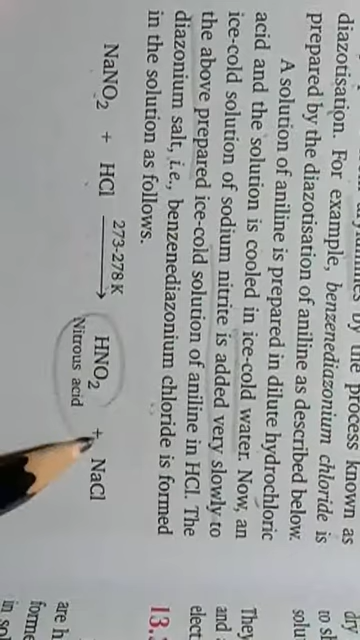 by the process known as
diazotisation. For example, benzenediazonium chloride is
prepared by the diazotisation of aniline as described below.
A solution of aniline is prepared in dilute hydrochloric
acid and the solution is cooled in ice-cold water. Now, an
ice-cold solution of sodium nitrite is added very slowly to
the above prepared ice-cold solution of aniline in HCl. The
diazonium salt, i.e., benzenediazonium chloride is formed
in the solution as follows.
273-278 K
NaNO₂ + HCl ⟶ HNO₂ + NaCl
Nitrous acid
dry
to sh
solu
They
and
elect
13.
are h
forme
in sol